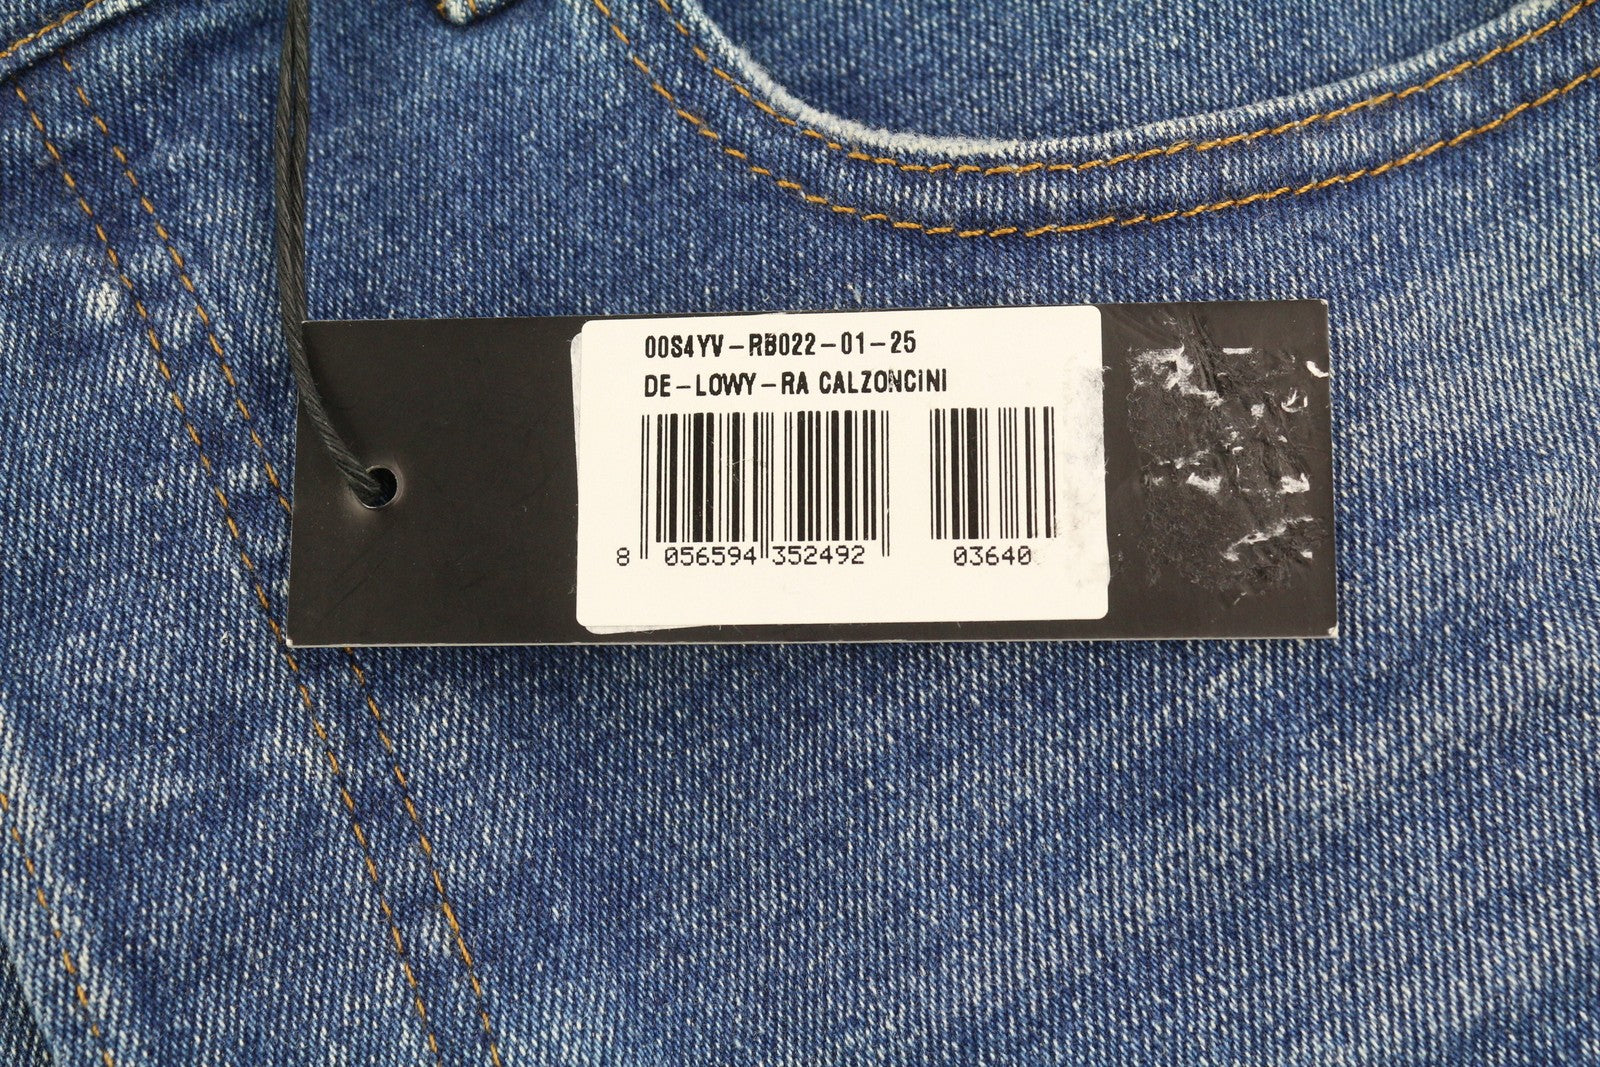 00S4YV-RB022-01-25
DE-LOWY-RA CALZONCINI
8 056594 352492 03640